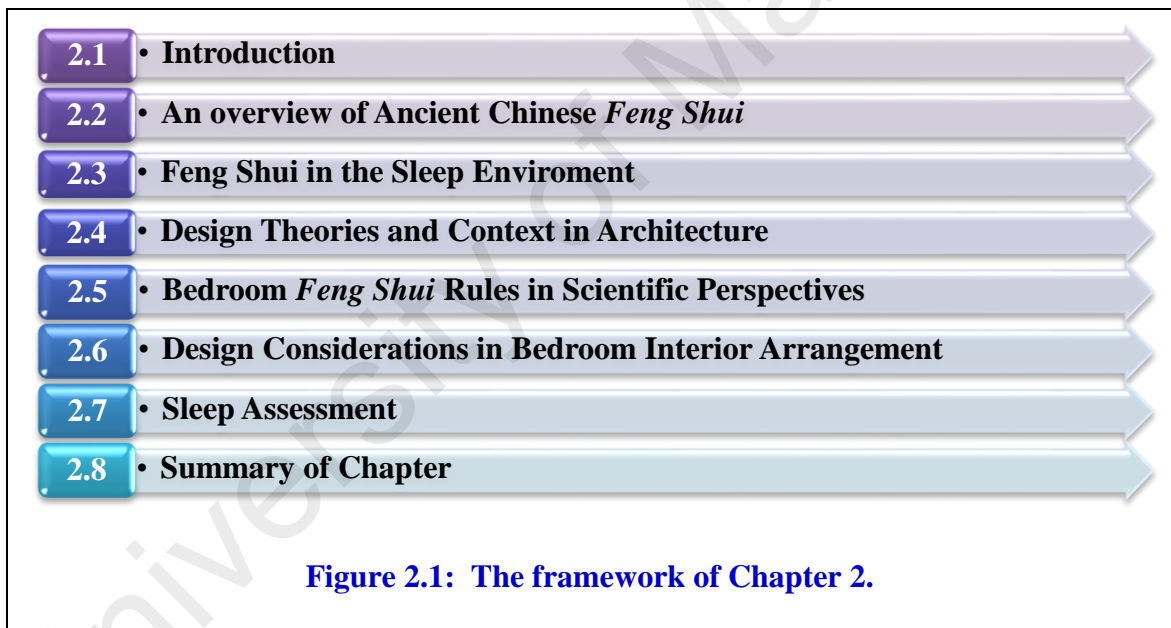 2.1 • Introduction
2.2 • An overview of Ancient Chinese Feng Shui
2.3 • Feng Shui in the Sleep Enviroment
2.4 • Design Theories and Context in Architecture
2.5 • Bedroom Feng Shui Rules in Scientific Perspectives
2.6 • Design Considerations in Bedroom Interior Arrangement
2.7 • Sleep Assessment
2.8 • Summary of Chapter
Figure 2.1: The framework of Chapter 2.